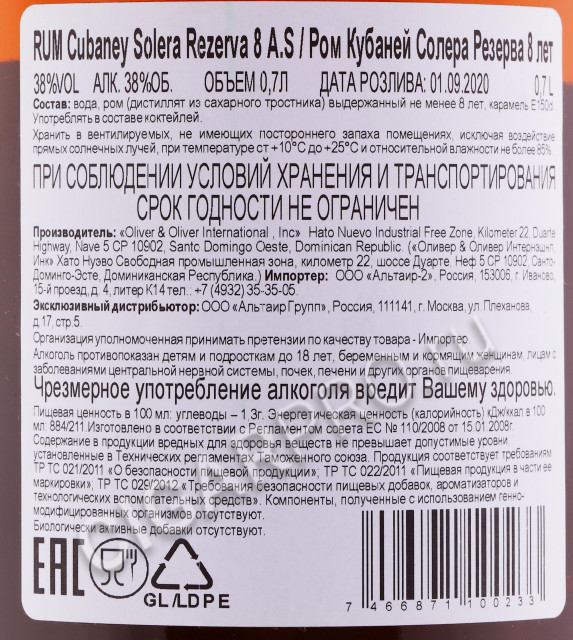 RUM Cubaney Solera Rezerva 8 A.S / Ром Кубаней Солера Резерва 8 лет
38%VOL АЛК. 38%ОБ. ОБЪЕМ 0,7Л ДАТА РОЗЛИВА: 01.09.2020 0,7 L
Состав: вода, ром (дистиллят из сахарного тростника) выдержанный не менее 8 лет, карамель E150d
Употреблять в составе коктейлей.
Хранить в вентилируемых, не имеющих постороннего запаха помещениях, исключая воздействие
прямых солнечных лучей, при температуре от +10°С до +25°С и относительной влажности не более 85%.
ПРИ СОБЛЮДЕНИИ УСЛОВИЙ ХРАНЕНИЯ И ТРАНСПОРТИРОВАНИЯ
СРОК ГОДНОСТИ НЕ ОГРАНИЧЕН
Производитель: «Oliver & Oliver International , Inc» Hato Nuevo Industrial Free Zone, Kilometer 22, Duarte
Highway, Nave 5 CP 10902, Santo Domingo Oeste, Dominican Republic. («Оливер & Оливер Интернэшнл,
Инк» Хато Нуэво Свободная промышленная зона, километр 22, шоссе Дуарте, Неф 5 СР 10902, Санто-
Доминго-Эсте, Доминиканская Республика.) Импортер: ООО «Альтаир-2», Россия, 153006, г. Иваново,
15-й проезд, д. 4, литер К14 тел.: +7 (4932) 35-35-05.
Эксклюзивный дистрибьютор: ООО «Альтаир Групп», Россия, 111141, г. Москва, ул. Плеханова,
д.17, стр.5.
Организация уполномоченная принимать претензии по качеству товара - Импортер.
Алкоголь противопоказан детям и подросткам до 18 лет, беременным и кормящим женщинам, лицам с
заболеваниями центральной нервной системы, почек, печени и других органов пищеварения.
Чрезмерное употребление алкоголя вредит Вашему здоровью.
Пищевая ценность в 100 мл: углеводы – 1,3г. Энергетическая ценность (калорийность) кДж/ккал в 100
мл. 884/211.Изготовлено в соответствии с Регламентом Совета ЕС № 110/2008 от 15.01.2008г.
Содержание в продукции вредных для здоровья веществ не превышает допустимые уровни,
установленные в Технических регламентах Таможенного союза. Продукция соответствует требованиям
ТР ТС 021/2011 «О безопасности пищевой продукции»; ТР ТС 022/2011 «Пищевая продукция в части ее
маркировки»; ТР ТС 029/2012 «Требования безопасности пищевых добавок, ароматизаторов и
технологических вспомогательных средств». Компоненты, полученные с использованием генно-
модифицированных организмов отсутствуют.
Биологически активные добавки отсутствуют.
EAC
GL/LDPE
7 466871 100233